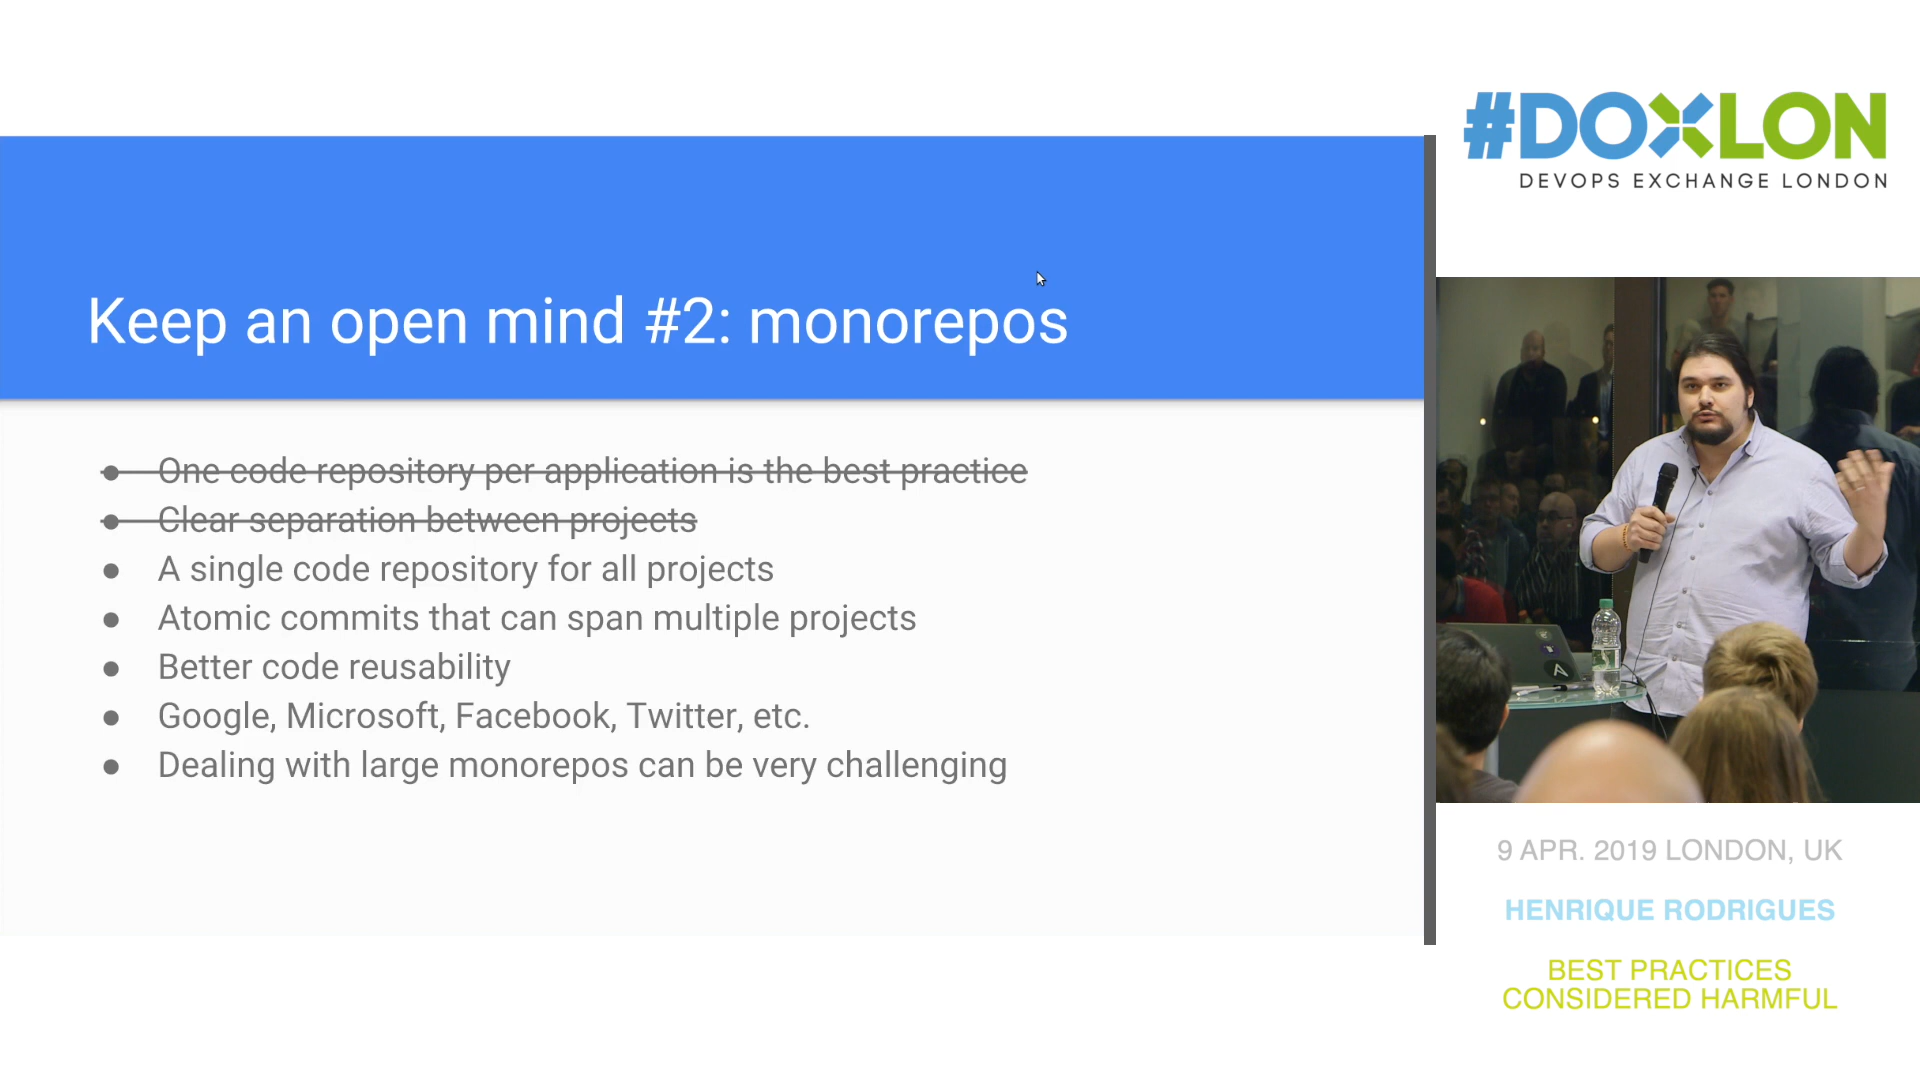 Keep an open mind #2: monorepos
One code repository per application is the best practice
Clear separation between projects
A single code repository for all projects
Atomic commits that can span multiple projects
Better code reusability
Google, Microsoft, Facebook, Twitter, etc.
Dealing with large monorepos can be very challenging
#DOXLON
DEVOPS EXCHANGE LONDON
9 APR. 2019 LONDON, UK
HENRIQUE RODRIGUES
BEST PRACTICES
CONSIDERED HARMFUL